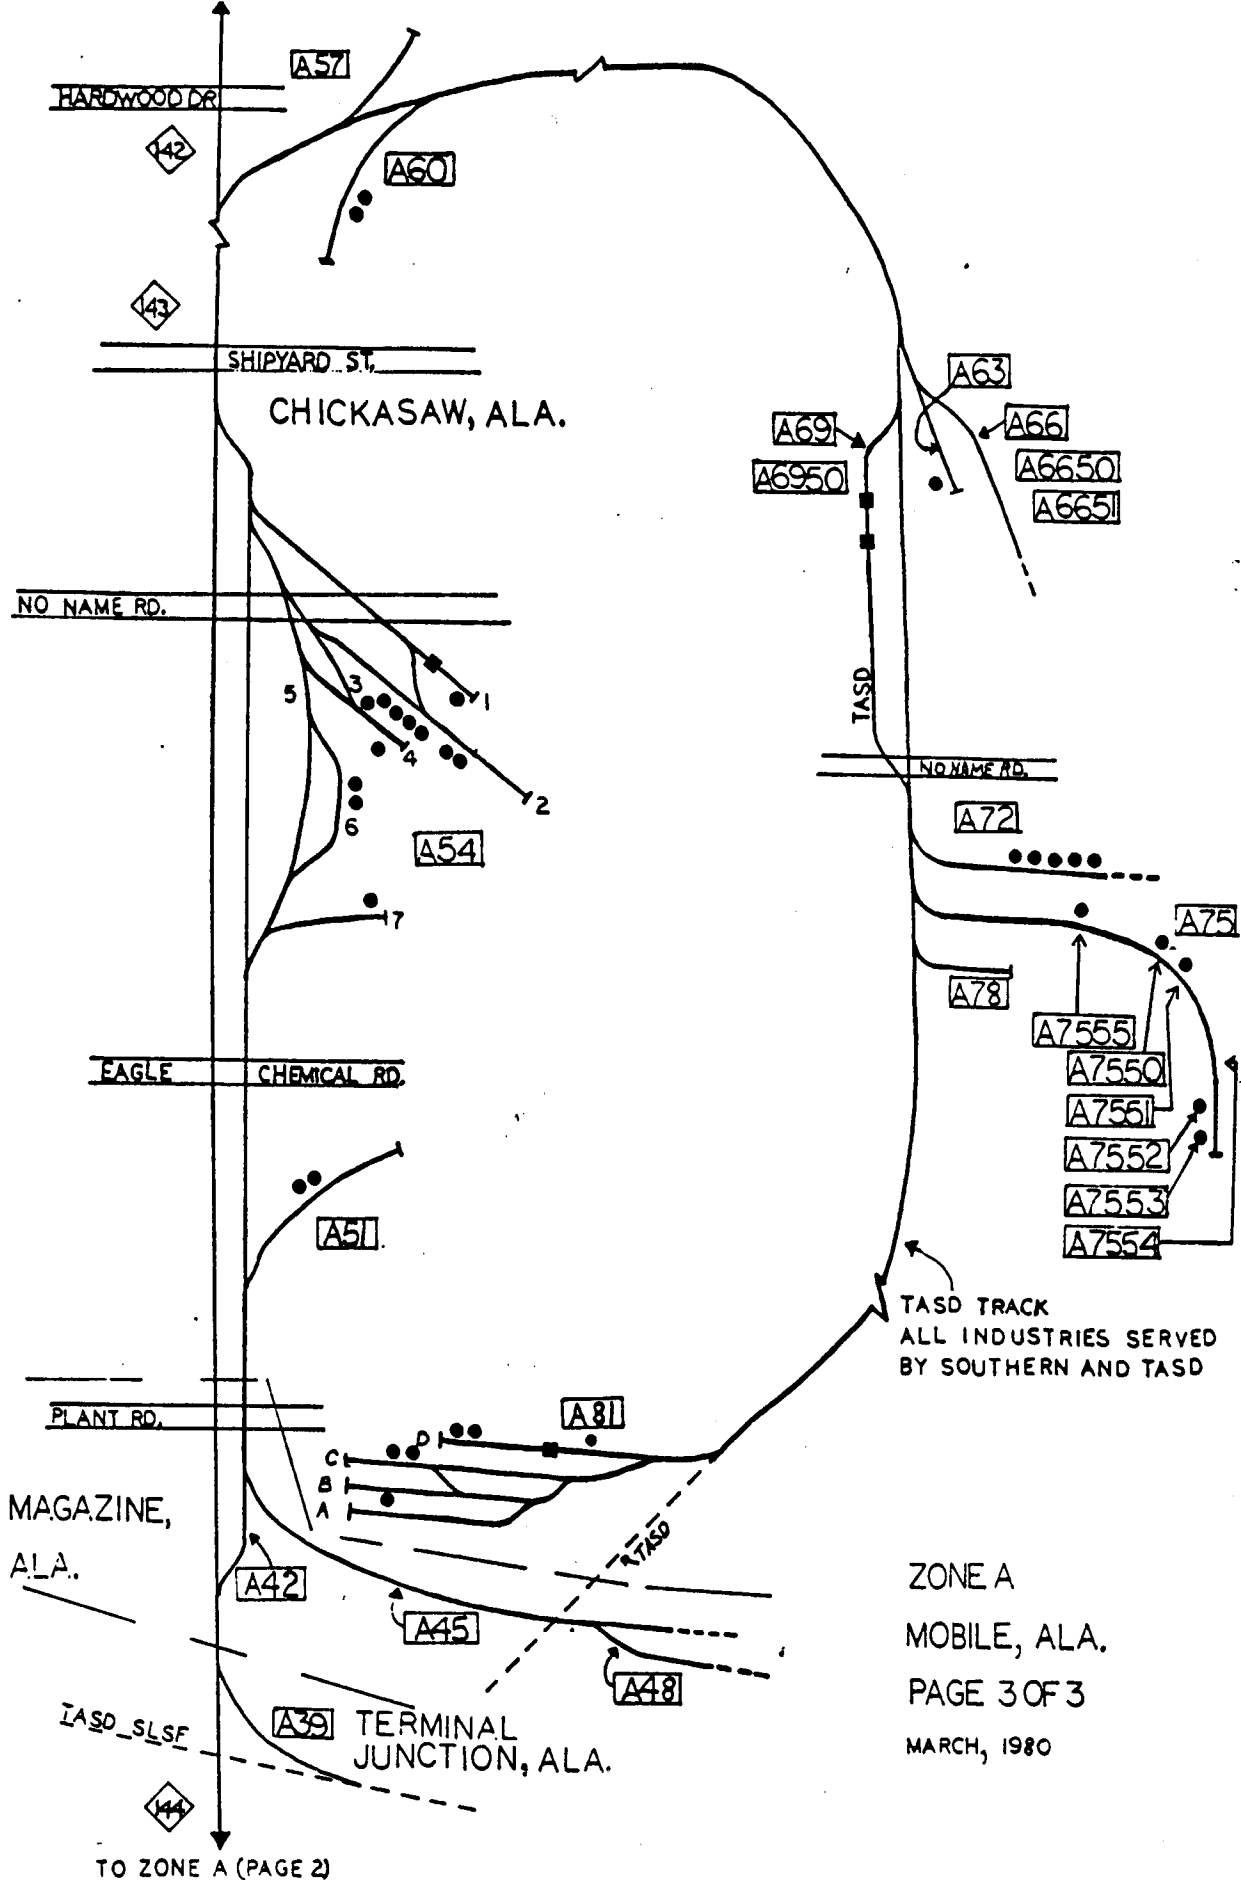 A57
HARDWOOD DR
142
A60
143
SHIPYARD ST.
CHICKASAW, ALA.
A63
A69
A66
A6950
A6650
A6651
NO NAME RD.
TASD
5
3
1
4
2
6
NO NAME RD.
A72
A54
7
A75
A78
A7555
A7550
A7551
A7552
A7553
A7554
EAGLE CHEMICAL RD.
A51
TASD TRACK
ALL INDUSTRIES SERVED
BY SOUTHERN AND TASD
PLANT RD.
A81
D
C
B
A
MAGAZINE,
ALA.
TASD
A42
A45
A48
ZONE A
MOBILE, ALA.
PAGE 3 OF 3
MARCH, 1980
TASD SLSF
A39
TERMINAL
JUNCTION, ALA.
144
TO ZONE A (PAGE 2)